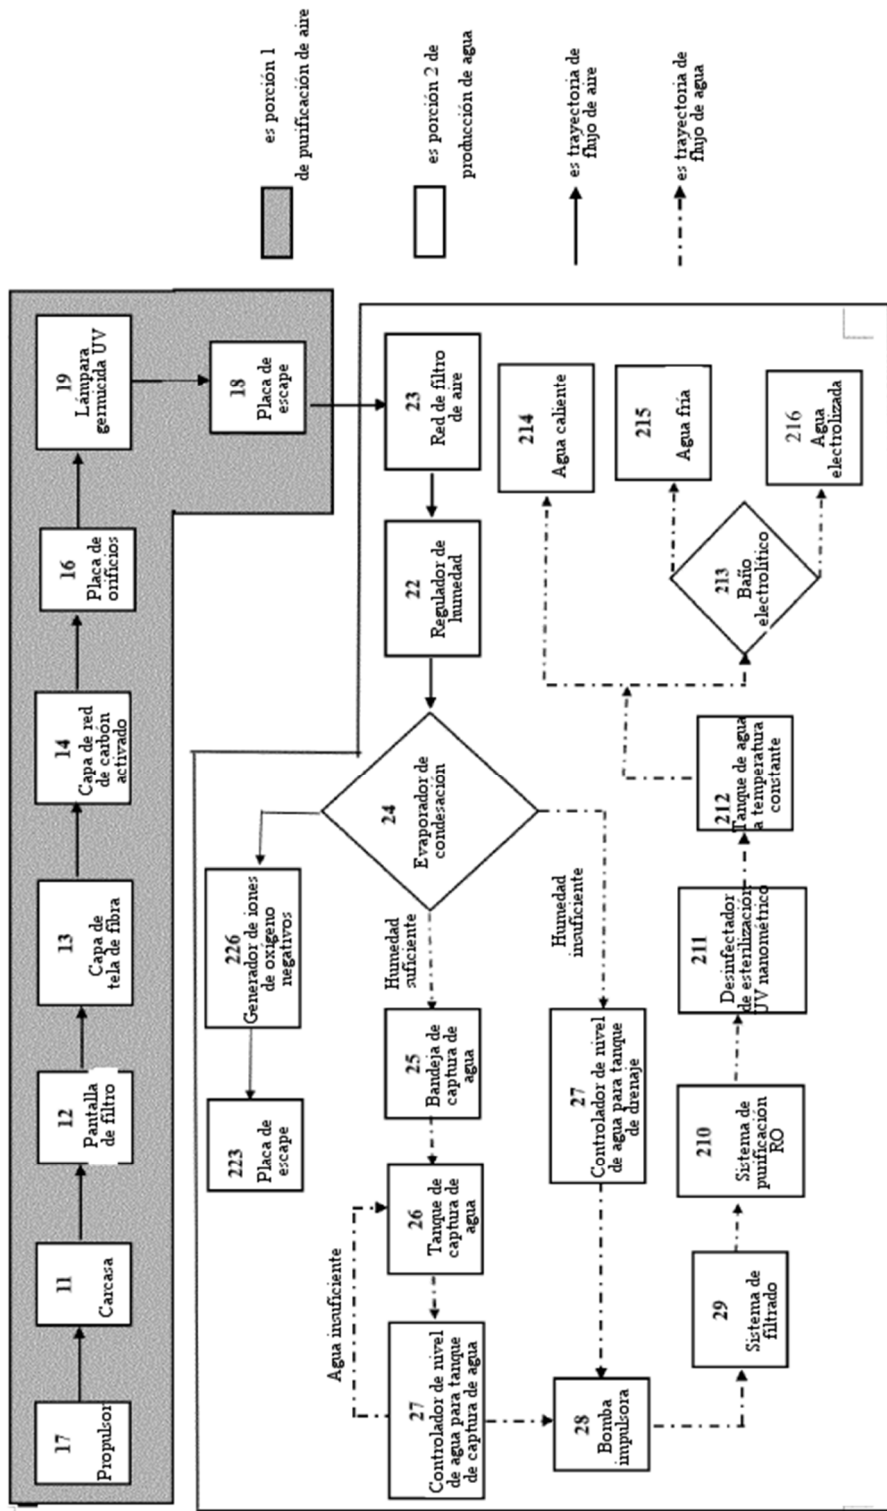 17
Propulsor
11
Carcasa
12
Pantalla
de filtro
13
Capa de
tela de fibra
14
Capa de red
de carbón
activado
16
Placa de
orificios
19
Lámpara
germicida UV
18
Placa de
escape
es porción 1
de purificación de aire
es porción 2 de
producción de agua
es trayectoria de
flujo de aire
es trayectoria de
flujo de agua
23
Red de filtro
de aire
22
Regulador de
humedad
24
Evaporador de
condesación
226
Generador de iones
de oxígeno
negativos
223
Placa de
escape
Humedad
suficiente
Humedad
insuficiente
25
Bandeja de
captura de
agua
26
Tanque de
captura de
agua
Agua insuficiente
27
Controlador de nivel
de agua para tanque
de captura de agua
27
Controlador de nivel
de agua para tanque
de drenaje
28
Bomba
impulsora
29
Sistema de
filtrado
210
Sistema de
purificación
RO
211
Desinfectador
de esterilización
UV nanométrico
212
Tanque de agua
a temperatura
constante
213
Baño
electrolítico
214
Agua caliente
215
Agua fría
216
Agua
electrolizada